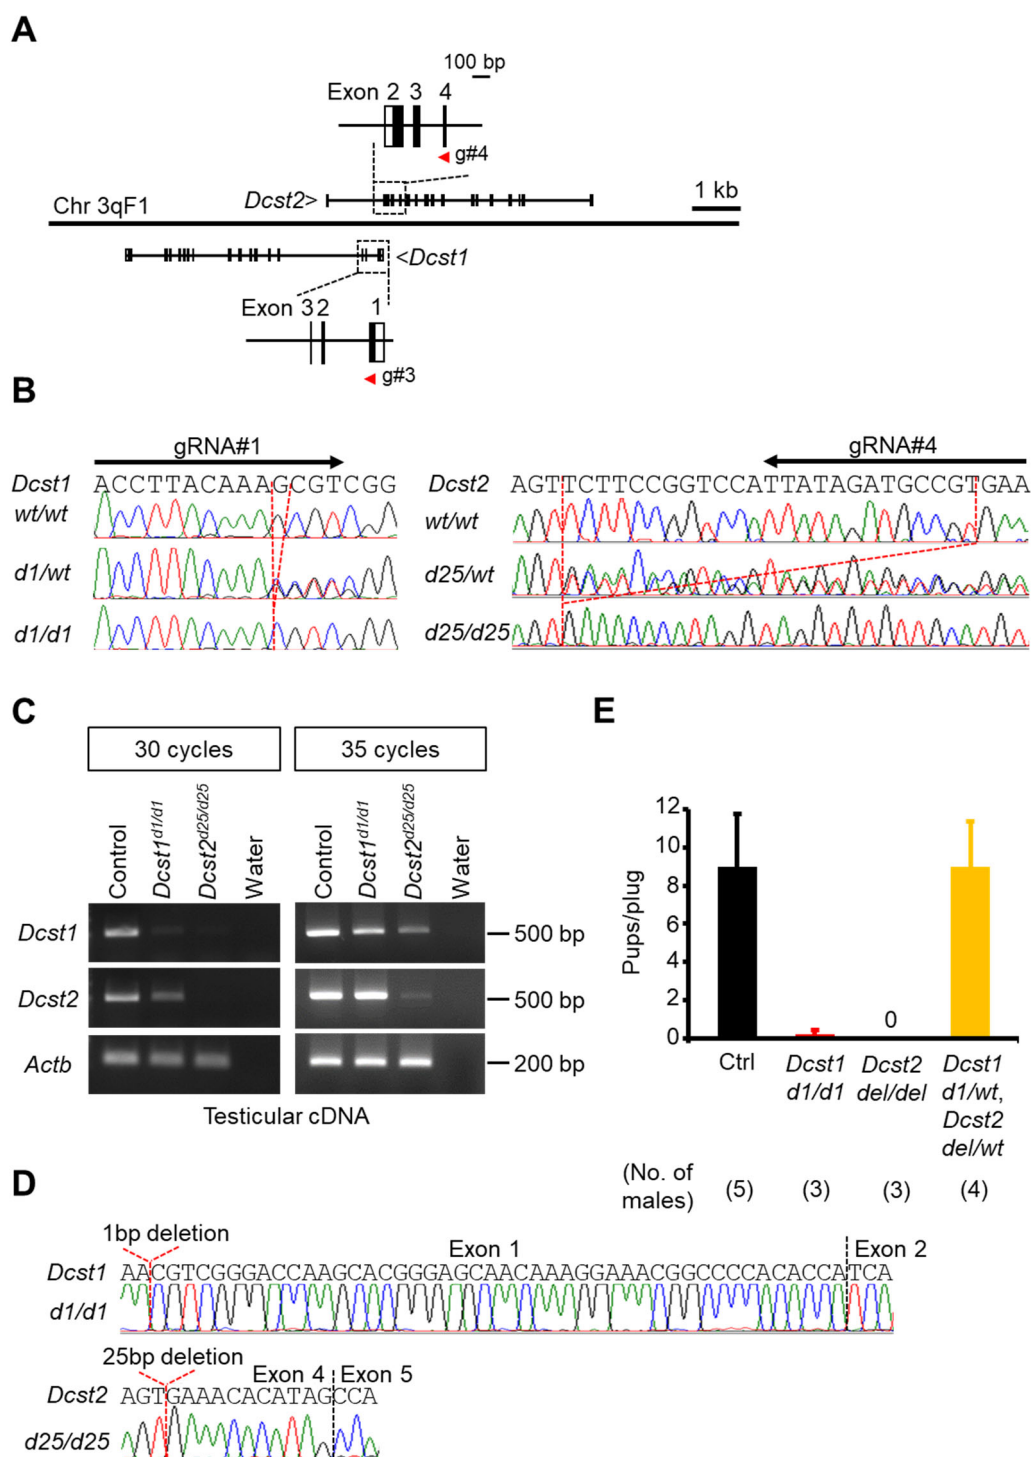 A
100 bp
Exon 2 3 4
g#4
Dcst2>
1 kb
Chr 3qF1
<Dcst1
Exon 3 2 1
g#3
B
gRNA#1
gRNA#4
Dcst1 ACCTTACAAAGCGTCGG
Dcst2 AGTTCTTCCGGTCCATTATAGATGCCGTGAA
wt/wt
wt/wt
d1/wt
d25/wt
d1/d1
d25/d25
C
30 cycles
35 cycles
Control
Dcst1d1/d1
Dcst2d25/d25
Water
Control
Dcst1d1/d1
Dcst2d25/d25
Water
Dcst1
500 bp
Dcst2
500 bp
Actb
200 bp
Testicular cDNA
E
Pups/plug
12
10
8
6
4
2
0
0
Ctrl
Dcst1
d1/d1
Dcst2
del/del
Dcst1
d1/wt,
Dcst2
del/wt
(No. of
males)
(5)
(3)
(3)
(4)
D
1bp deletion
Exon 1
Exon 2
Dcst1 AACGTCGGGACCAAGCACGGGAGCAACAAAGGAAACGGCCCCACACCATCA
d1/d1
25bp deletion
Exon 4
Exon 5
Dcst2 AGTGAAACACATAGCCA
d25/d25